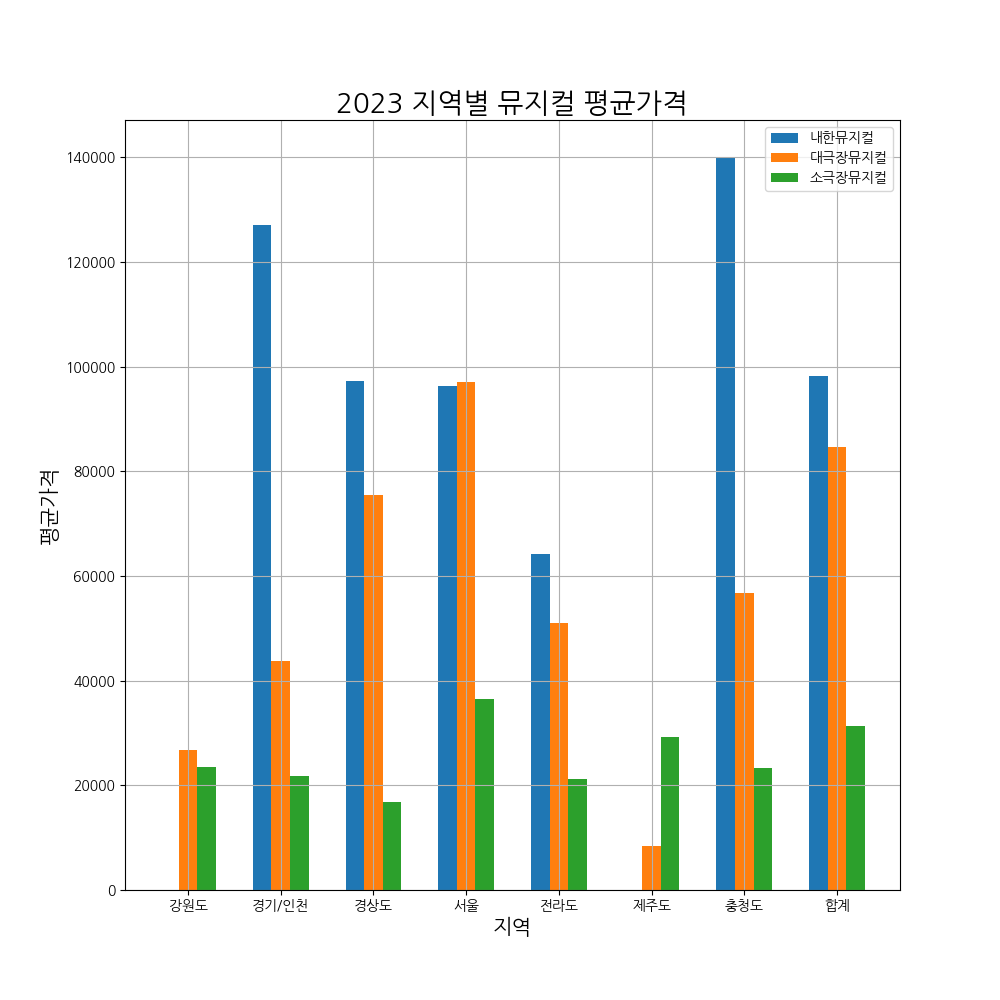 2023 지역별 뮤지컬 평균가격
내한뮤지컬
대극장뮤지컬
소극장뮤지컬
140000
120000
100000
80000
60000
40000
20000
0
평균가격
강원도 경기/인천 경상도 서울 전라도 제주도 충청도 합계
지역